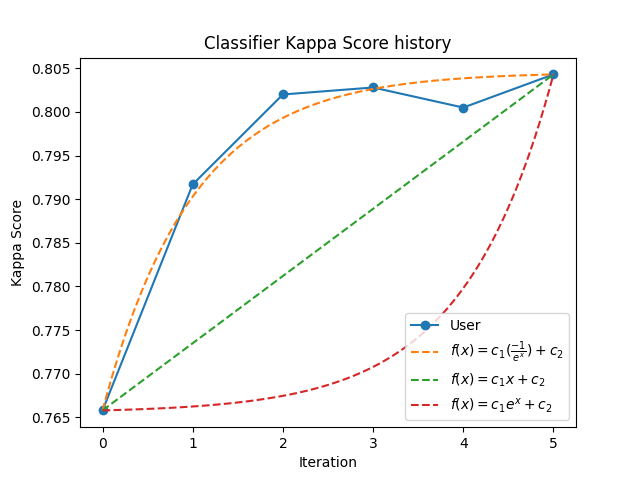 Classifier Kappa Score history
0.805
0.800
0.795
0.790
0.785
0.780
0.775
0.770
0.765
Kappa Score
0 1 2 3 4 5
Iteration
User
f(x) = c₁(−1/eˣ) + c₂
f(x) = c₁x + c₂
f(x) = c₁eˣ + c₂